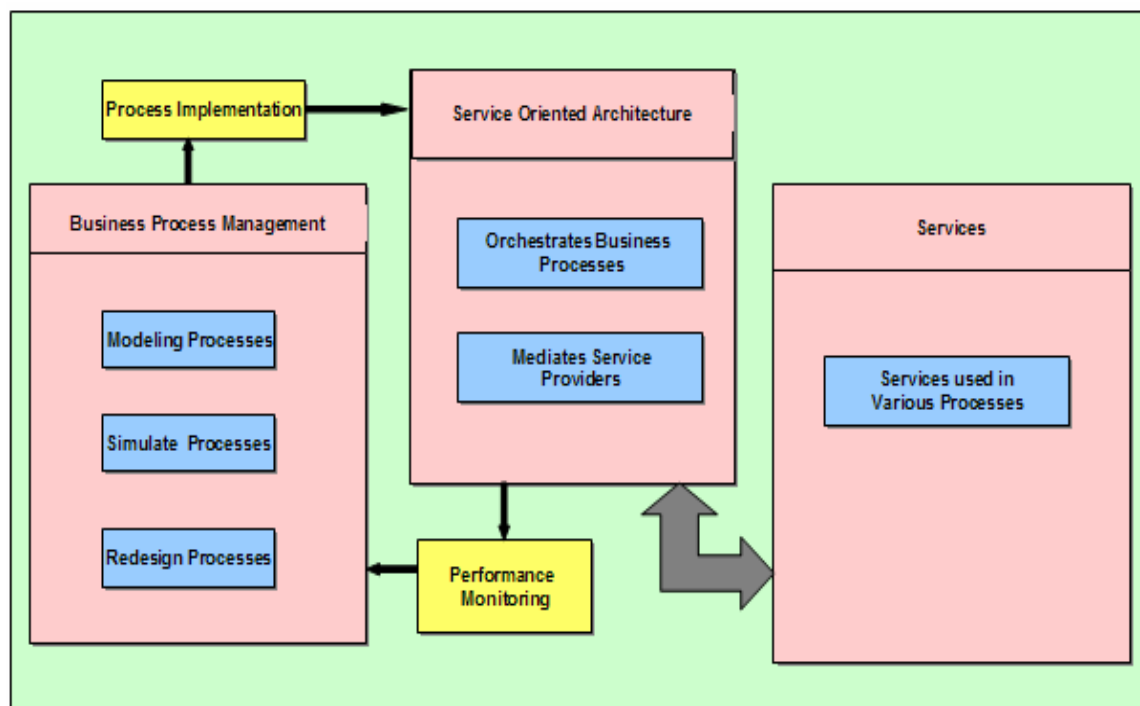 Process Implementation
Service Oriented Architecture
Business Process Management
Services
Orchestrates Business
Processes
Modeling Processes
Mediates Service
Providers
Services used in
Various Processes
Simulate Processes
Redesign Processes
Performance
Monitoring